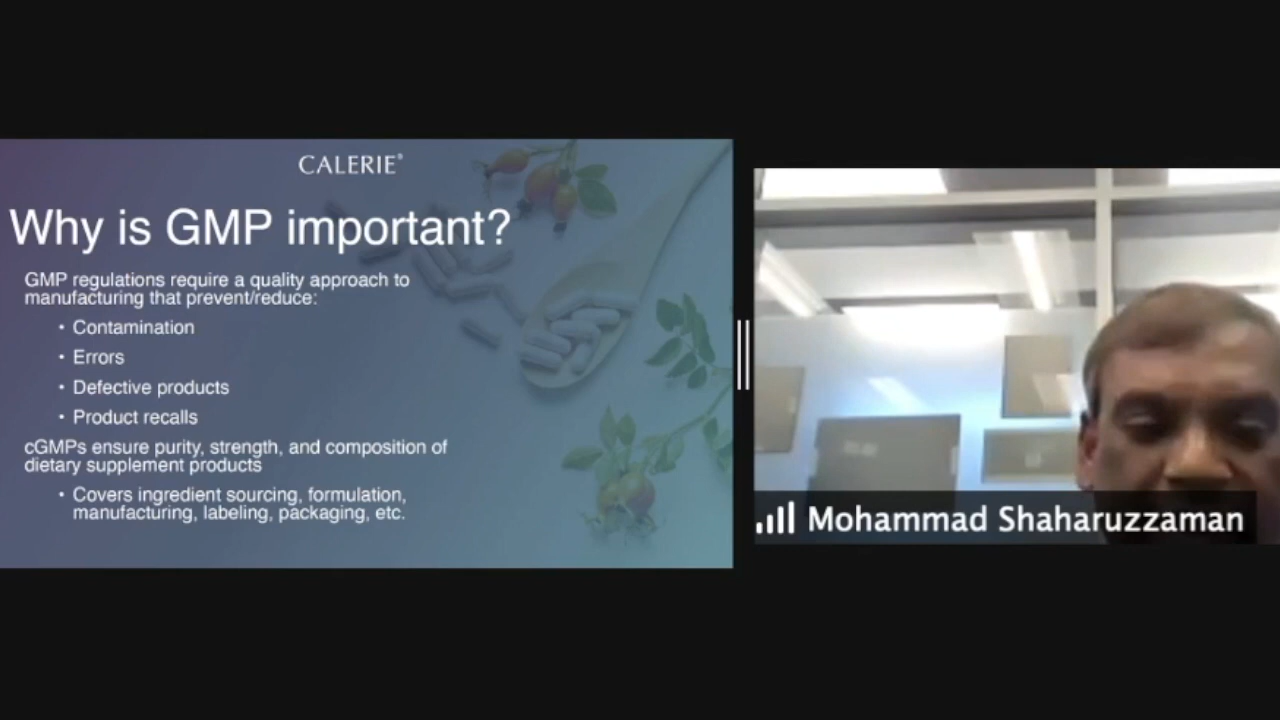 CALERIE®
Why is GMP important?
GMP regulations require a quality approach to
manufacturing that prevent/reduce:
• Contamination
• Errors
• Defective products
• Product recalls
cGMPs ensure purity, strength, and composition of
dietary supplement products
• Covers ingredient sourcing, formulation,
manufacturing, labeling, packaging, etc.
Mohammad Shaharuzzaman